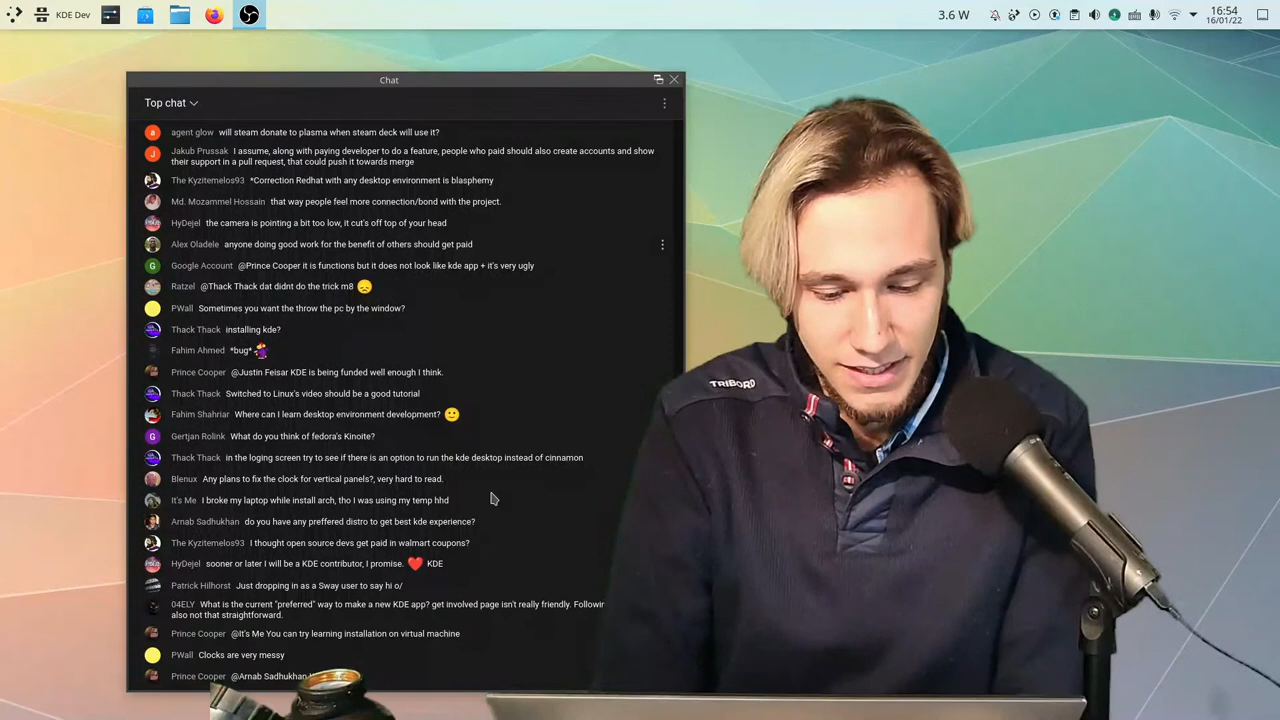 KDE Dev
3.6 W
16:54
16/01/22
Chat
Top chat
a agent glow will steam donate to plasma when steam deck will use it?
J Jakub Prussak I assume, along with paying developer to do a feature, people who paid should also create accounts and show
their support in a pull request, that could push it towards merge
The Kyzitemelos93 *Correction Redhat with any desktop environment is blasphemy
Md. Mozammel Hossain that way people feel more connection/bond with the project.
HyDejel the camera is pointing a bit too low, it cut's off top of your head
Alex Oladele anyone doing good work for the benefit of others should get paid
G Google Account @Prince Cooper it is functions but it does not look like kde app + it's very ugly
Ratzel @Thack Thack dat didnt do the trick m8 😞
PWall Sometimes you want the throw the pc by the window?
Thack Thack installing kde?
Fahim Ahmed *bug*
Prince Cooper @Justin Feisar KDE is being funded well enough I think.
Thack Thack Switched to Linux's video should be a good tutorial
Fahim Shahriar Where can I learn desktop environment development? 🙂
G Gertjan Rolink What do you think of fedora's Kinoite?
Thack Thack in the loging screen try to see if there is an option to run the kde desktop instead of cinnamon
Blenux Any plans to fix the clock for vertical panels?, very hard to read.
It's Me I broke my laptop while install arch, tho I was using my temp hhd
Arnab Sadhukhan do you have any preffered distro to get best kde experience?
The Kyzitemelos93 I thought open source devs get paid in walmart coupons?
HyDejel sooner or later I will be a KDE contributor, I promise. ❤️ KDE
Patrick Hilhorst Just dropping in as a Sway user to say hi o/
04ELY What is the current "preferred" way to make a new KDE app? get involved page isn't really friendly. Followin
also not that straightforward.
Prince Cooper @It's Me You can try learning installation on virtual machine
PWall Clocks are very messy
Prince Cooper @Arnab Sadhukhan
TRIBORD